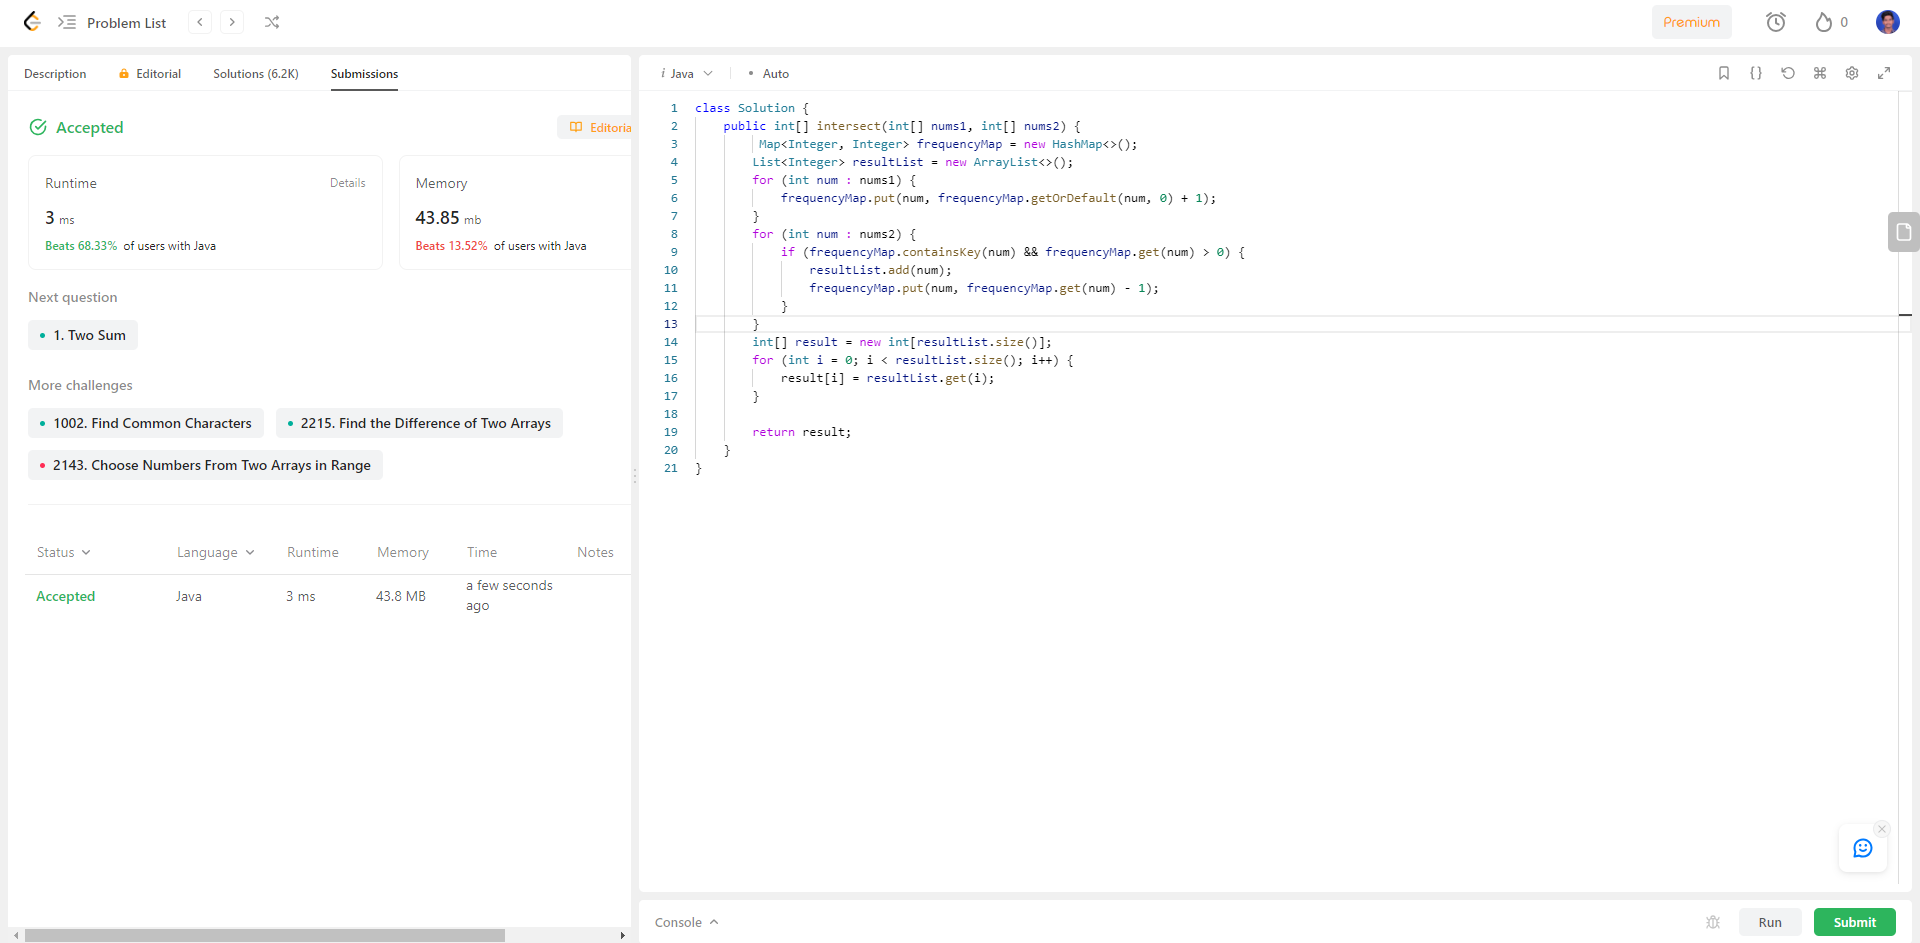 Problem List
Premium
0
Description
Editorial
Solutions (6.2K)
Submissions
Accepted
Editoria
Runtime
Details
3 ms
Beats 68.33% of users with Java
Memory
43.85 mb
Beats 13.52% of users with Java
Next question
1. Two Sum
More challenges
1002. Find Common Characters
2215. Find the Difference of Two Arrays
2143. Choose Numbers From Two Arrays in Range
Status Language Runtime Memory Time Notes
Accepted Java 3 ms 43.8 MB a few seconds
ago
i Java
Auto
1 class Solution {
2 public int[] intersect(int[] nums1, int[] nums2) {
3 Map<Integer, Integer> frequencyMap = new HashMap<>();
4 List<Integer> resultList = new ArrayList<>();
5 for (int num : nums1) {
6 frequencyMap.put(num, frequencyMap.getOrDefault(num, 0) + 1);
7 }
8 for (int num : nums2) {
9 if (frequencyMap.containsKey(num) && frequencyMap.get(num) > 0) {
10 resultList.add(num);
11 frequencyMap.put(num, frequencyMap.get(num) - 1);
12 }
13 }
14 int[] result = new int[resultList.size()];
15 for (int i = 0; i < resultList.size(); i++) {
16 result[i] = resultList.get(i);
17 }
18
19 return result;
20 }
21 }
Console
Run
Submit